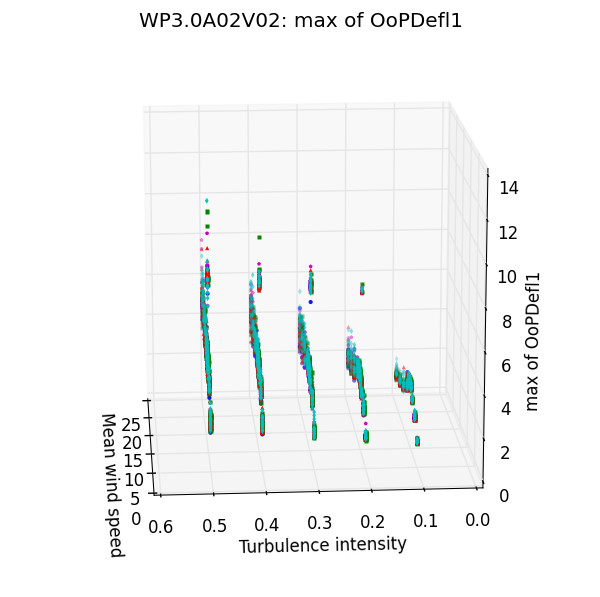 WP3.0A02V02: max of OoPDefl1
14
12
10
8
6
4
2
0
max of OoPDefl1
25
20
15
10
5
0
Mean wind speed
0.6 0.5 0.4 0.3 0.2 0.1 0.0
Turbulence intensity